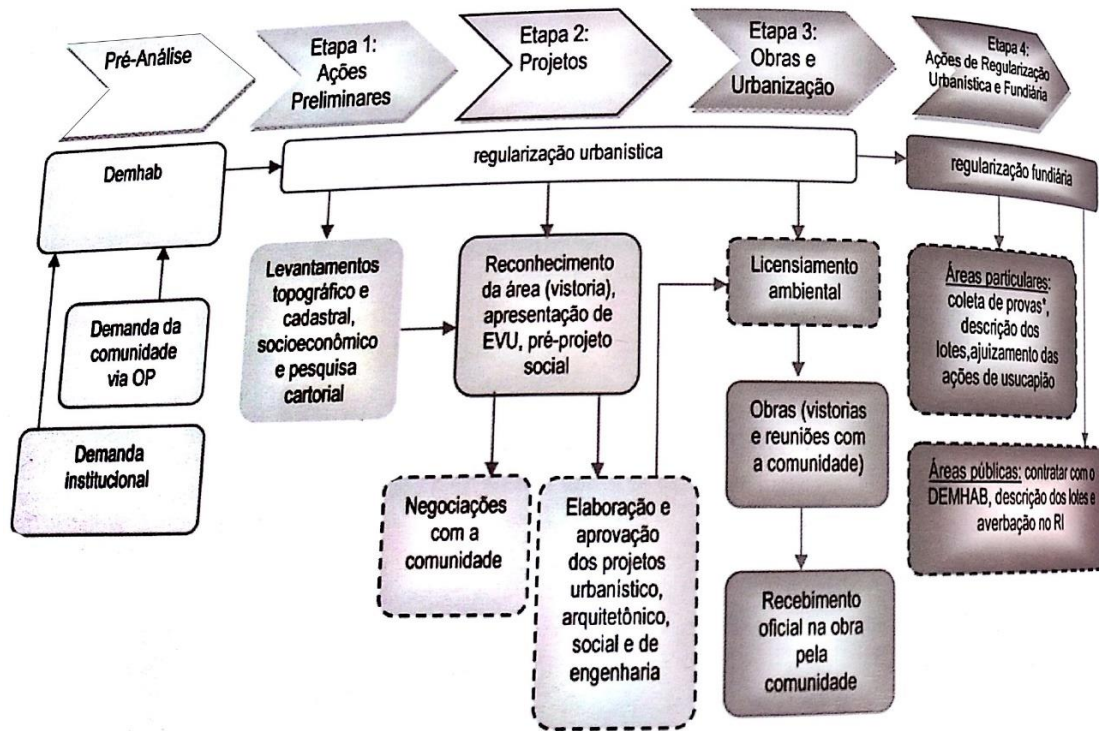 Pré-Análise
Etapa 1:
Ações
Preliminares
Etapa 2:
Projetos
Etapa 3:
Obras e
Urbanização
Etapa 4:
Ações de Regularização
Urbanística e Fundiária
Demhab
regularização urbanística
regularização fundiária
Demanda da
comunidade
via OP
Demanda
institucional
Levantamentos
topográfico e
cadastral,
socioeconômico
e pesquisa
cartorial
Reconhecimento
da área (vistoria),
apresentação de
EVU, pré-projeto
social
Negociações
com a
comunidade
Elaboração e
aprovação
dos projetos
urbanístico,
arquitetônico,
social e de
engenharia
Licensiamento
ambiental
Obras (vistorias
e reuniões com
a comunidade)
Recebimento
oficial na obra
pela
comunidade
Áreas particulares:
coleta de provas*,
descrição dos
lotes,ajuizamento das
ações de usucapião
Áreas públicas: contratar com o
DEMHAB, descrição dos lotes e
averbação no RI